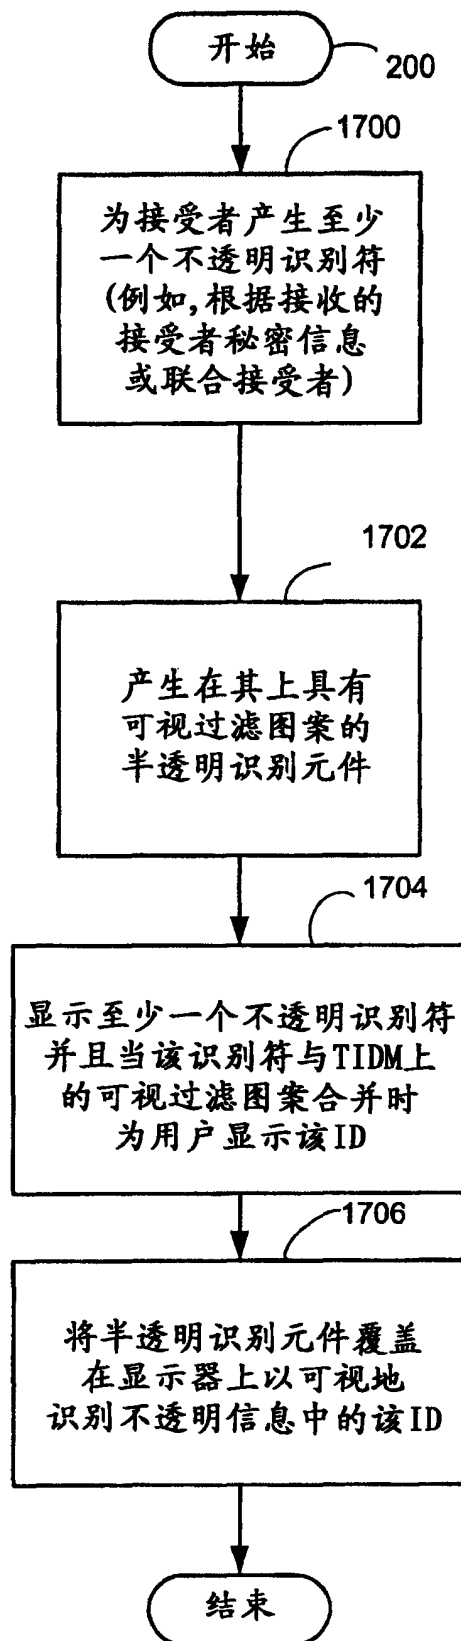 开始
200
1700
为接受者产生至少
一个不透明识别符
(例如,根据接收的
接受者秘密信息
或联合接受者)
1702
产生在其上具有
可视过滤图案的
半透明识别元件
1704
显示至少一个不透明识别符
并且当该识别符与TIDM上
的可视过滤图案合并时
为用户显示该ID
1706
将半透明识别元件覆盖
在显示器上以可视地
识别不透明信息中的该ID
结束